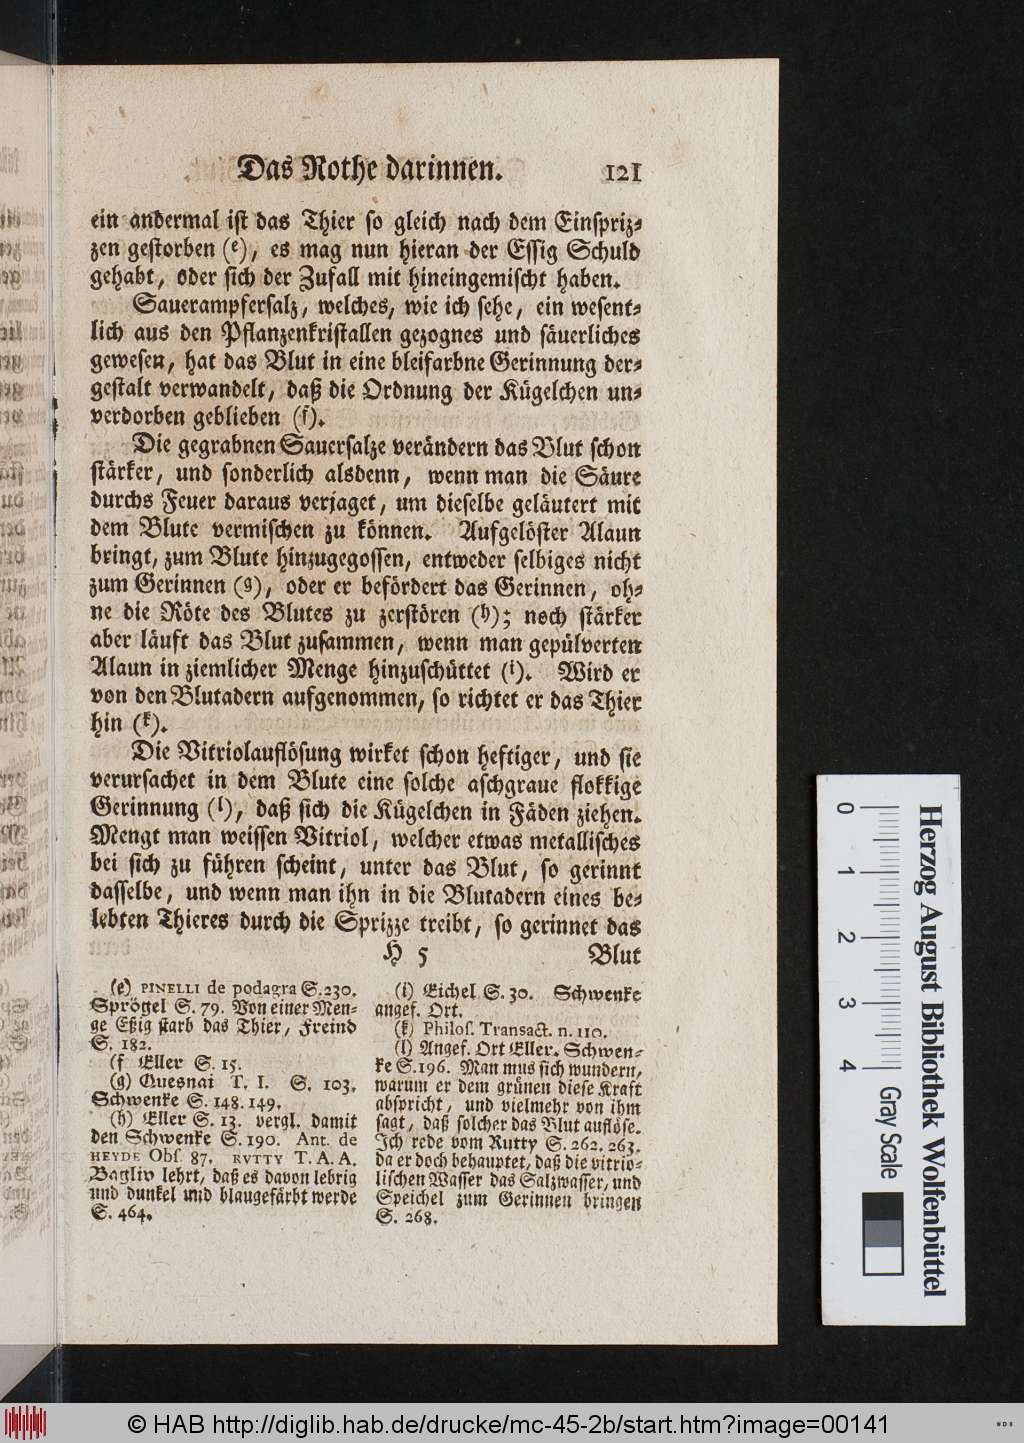 Das Rothe darinnen. 121
ein andermal ist das Thier so gleich nach dem Einspriz-
zen gestorben (e), es mag nun hieran der Essig Schuld
gehabt, oder sich der Zufall mit hineingemischt haben.
Sauerampfersalz, welches, wie ich sehe, ein wesent-
lich aus den Pflanzenkristallen gezognes und säuerliches
gewesen, hat das Blut in eine bleifarbne Gerinnung der-
gestalt verwandelt, daß die Ordnung der Kügelchen un-
verdorben geblieben (f).
Die gegrabnen Sauersalze verändern das Blut schon
stärker, und sonderlich alsdenn, wenn man die Säure
durchs Feuer daraus verjaget, um dieselbe geläutert mit
dem Blute vermischen zu können. Aufgelöster Alaun
bringt, zum Blute hinzugegossen, entweder selbiges nicht
zum Gerinnen (g), oder er befördert das Gerinnen, oh-
ne die Röte des Blutes zu zerstören (h); noch stärker
aber läuft das Blut zusammen, wenn man gepülverten
Alaun in ziemlicher Menge hinzuschüttet (i). Wird er
von den Blutadern aufgenommen, so richtet er das Thier
hin (k).
Die Vitriolauflösung wirket schon heftiger, und sie
verursachet in dem Blute eine solche aschgraue flokkige
Gerinnung (l), daß sich die Kügelchen in Fäden ziehen.
Mengt man weissen Vitriol, welcher etwas metallisches
bei sich zu führen scheint, unter das Blut, so gerinnt
dasselbe, und wenn man ihn in die Blutadern eines be-
lebten Thieres durch die Sprizze treibt, so gerinnet das
H 5 Blut
(e) PINELLI de podagra S. 230.
Sprögel S. 79. Von einer Men-
ge Eßig starb das Thier, Freind
S. 182.
(f Eller S. 15.
(g) Quesnai T. I. S. 103.
Schwenke S. 148. 149.
(h) Eller S. 13. vergl. damit
den Schwenke S. 190. Ant. de
HEYDE Obs. 87. RVTTY T. A. A.
Bagliv lehrt, daß es davon lebrig
und dunkel und blaugefärbt werde
S. 464.
(i) Eichel S. 30. Schwenke
angef. Ort.
(k) Philos. Transact. n. 110.
(l) Angef. Ort Eller. Schwen-
ke S. 196. Man mus sich wundern,
warum er dem grünen diese Kraft
abspricht, und vielmehr von ihm
sagt, daß solcher das Blut auflöse.
Ich rede vom Rutty S. 262. 263.
da er doch behauptet, daß die vitrio-
lischen Wasser das Salzwasser, und
Speichel zum Gerinnen bringen
S. 268.
0 1 2 3 4
Herzog August Bibliothek Wolfenbüttel
Gray Scale
© HAB http://diglib.hab.de/drucke/mc-45-2b/start.htm?image=00141